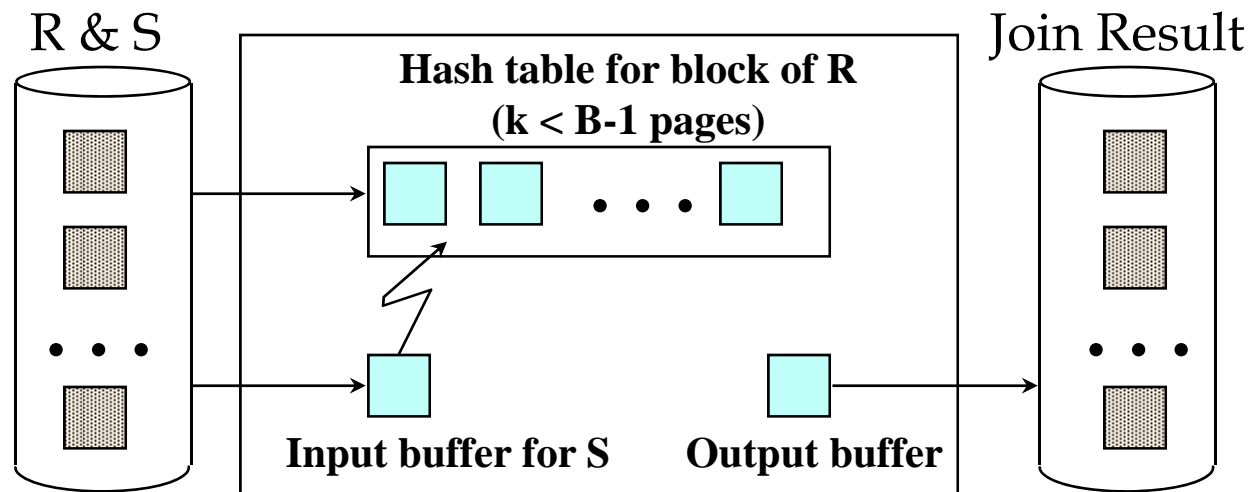 R & S
Join Result
Hash table for block of R
(k < B-1 pages)
• • •
• • •
• • •
Input buffer for S
Output buffer